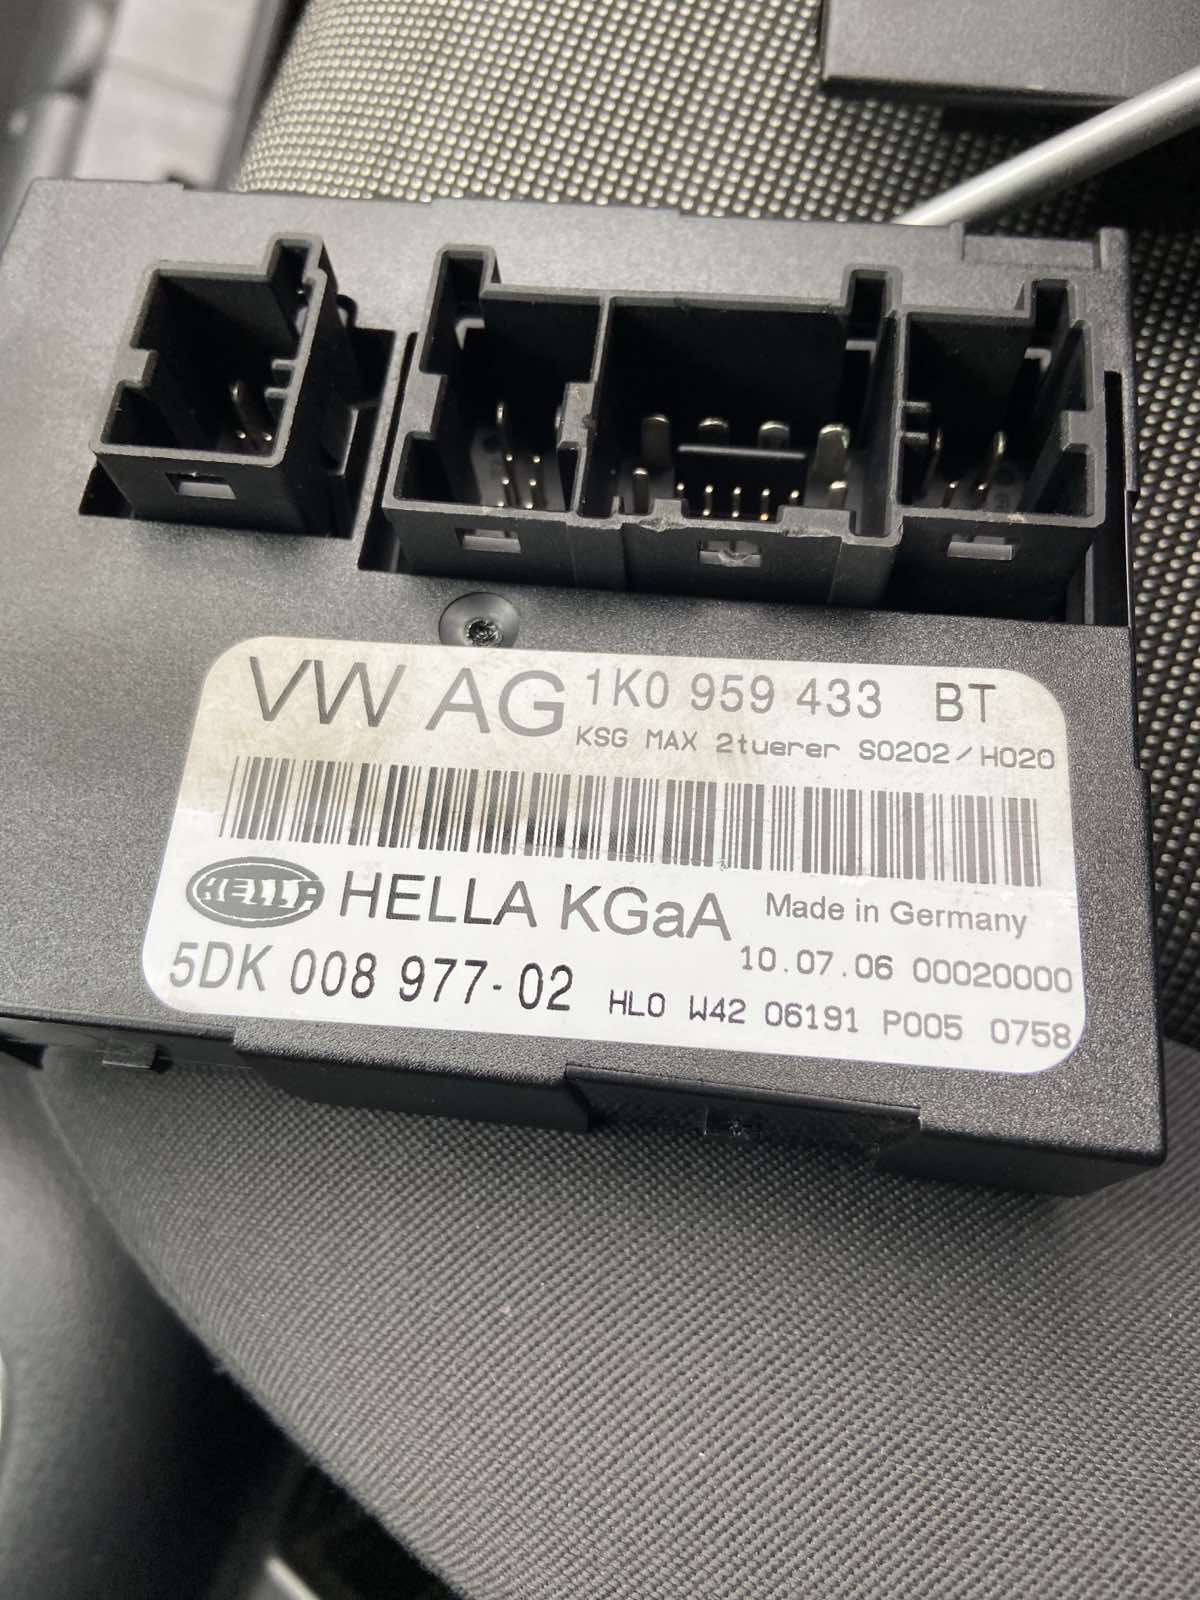 VW AG 1K0 959 433 BT
KSG MAX 2tuerer S0202/H020
HELLA HELLA KGaA Made in Germany
5DK 008 977-02 10.07.06 00020000
HLO W42 06191 P005 0758